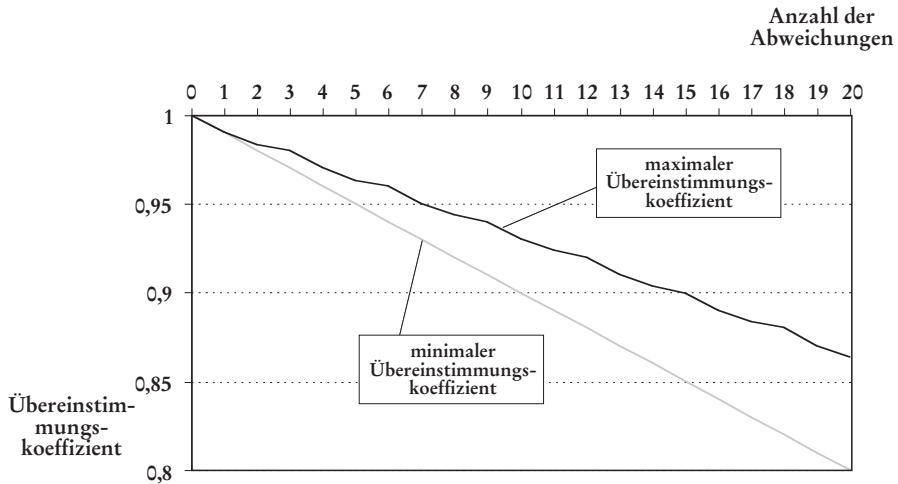 Anzahl der
Abweichungen
0 1 2 3 4 5 6 7 8 9 10 11 12 13 14 15 16 17 18 19 20
1
maximaler
Übereinstimmungs-
koeffizient
0,95
0,9
minimaler
Übereinstimmungs-
koeffizient
0,85
Übereinstim-
mungs-
koeffizient
0,8